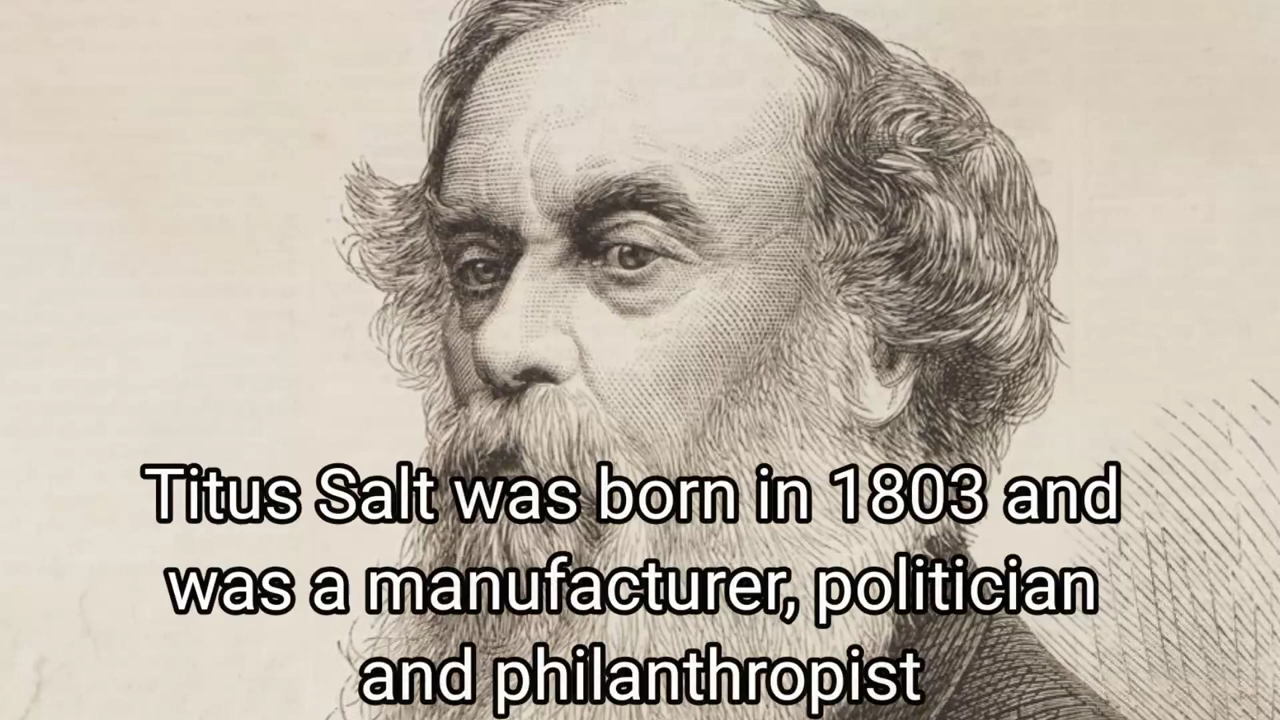 Titus Salt was born in 1803 and
was a manufacturer, politician
and philanthropist